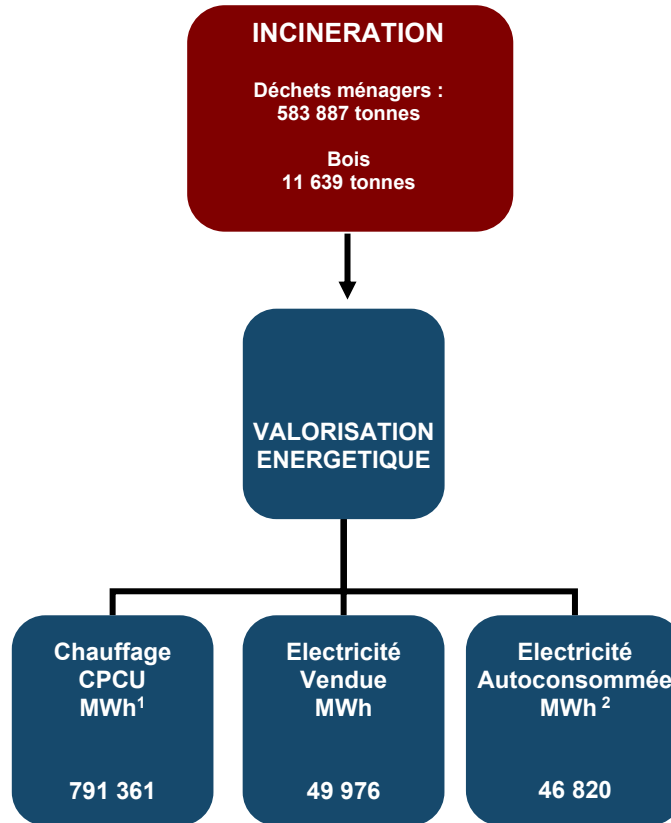 INCINERATION
Déchets ménagers :
583 887 tonnes
Bois
11 639 tonnes
VALORISATION
ENERGETIQUE
Chauffage
CPCU
MWh¹
791 361
Electricité
Vendue
MWh
49 976
Electricité
Autoconsommée
MWh ²
46 820